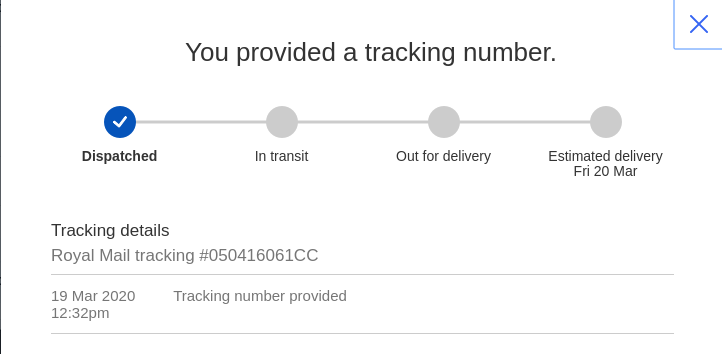 You provided a tracking number.
Dispatched
In transit
Out for delivery
Estimated delivery
Fri 20 Mar
Tracking details
Royal Mail tracking #050416061CC
19 Mar 2020 Tracking number provided
12:32pm